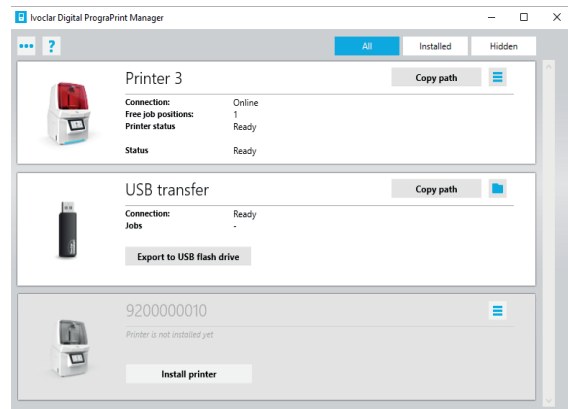 Ivoclar Digital PrograPrint Manager
? All Installed Hidden
Printer 3 Copy path
Connection: Online
Free job positions: 1
Printer status Ready
Status Ready
USB transfer Copy path
Connection: Ready
Jobs -
Export to USB flash drive
9200000010
Printer is not installed yet
Install printer